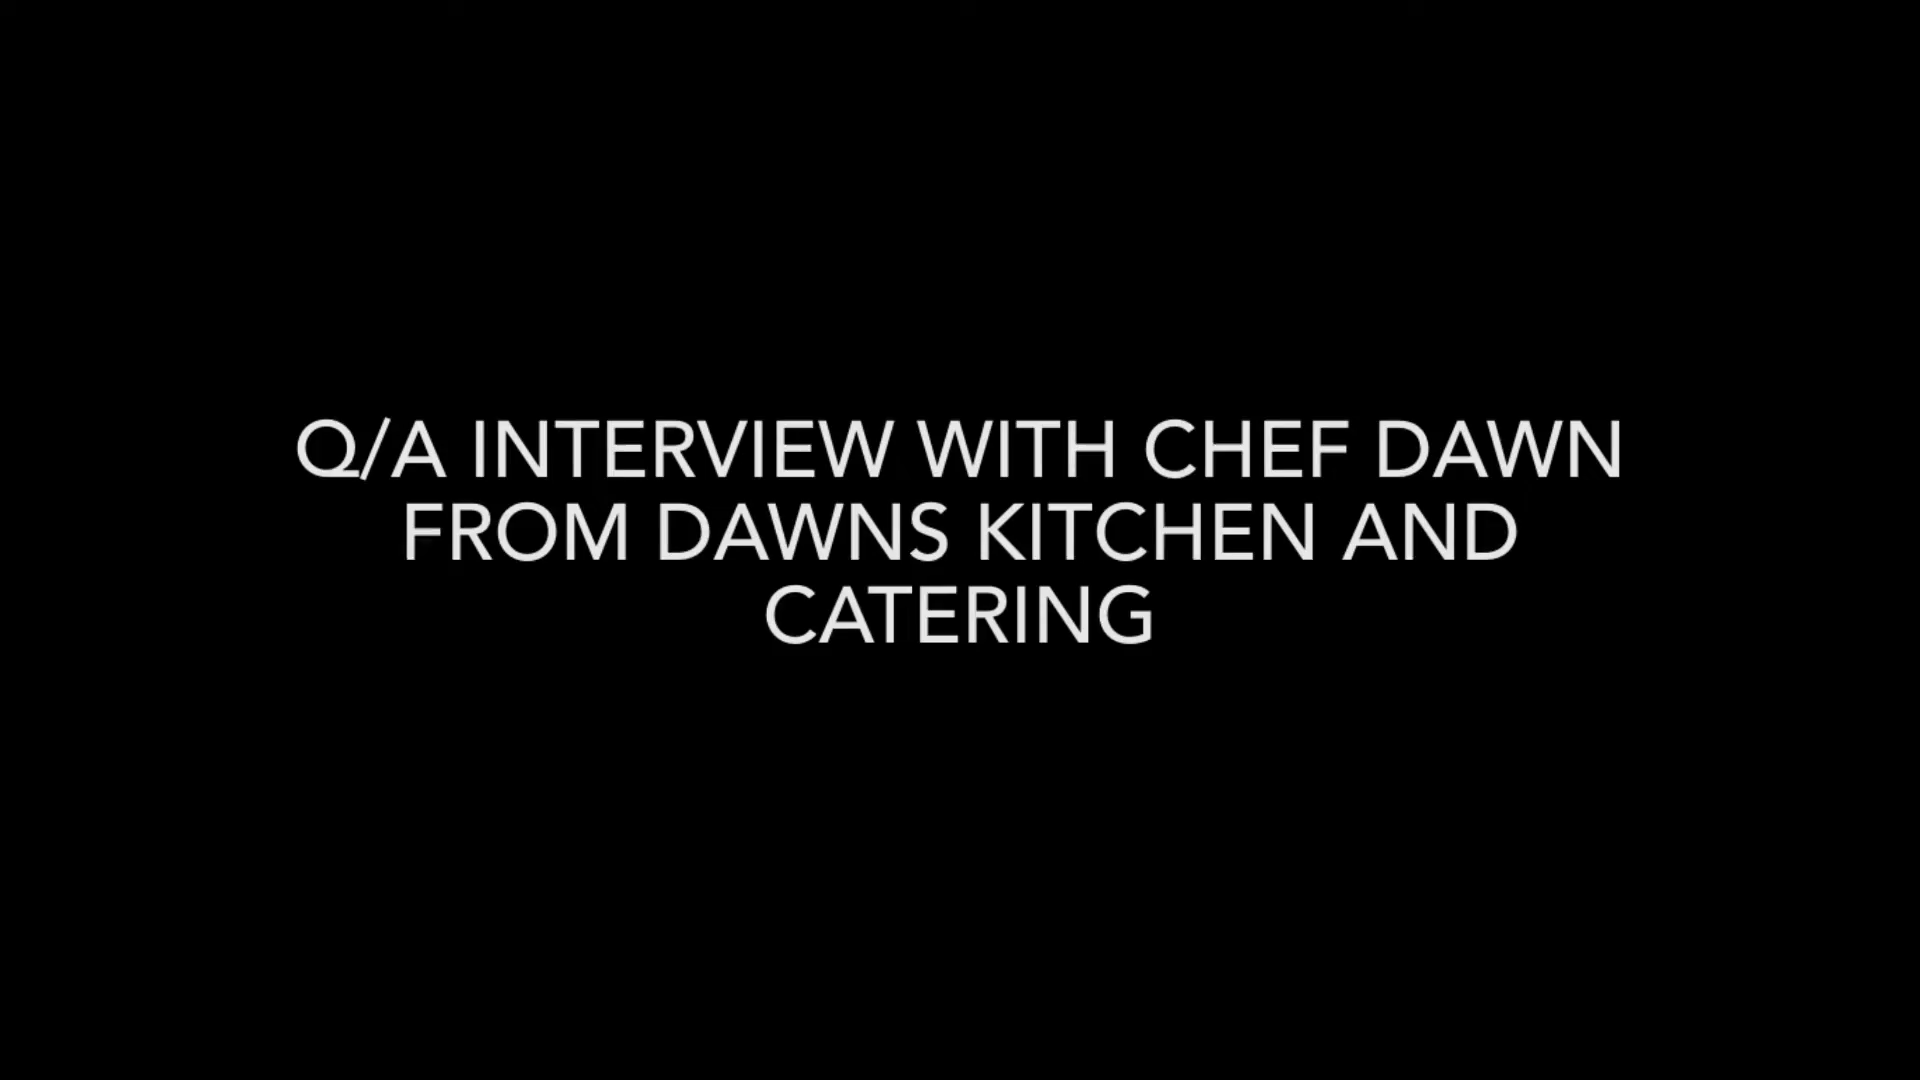 Q/A INTERVIEW WITH CHEF DAWN
FROM DAWNS KITCHEN AND
CATERING